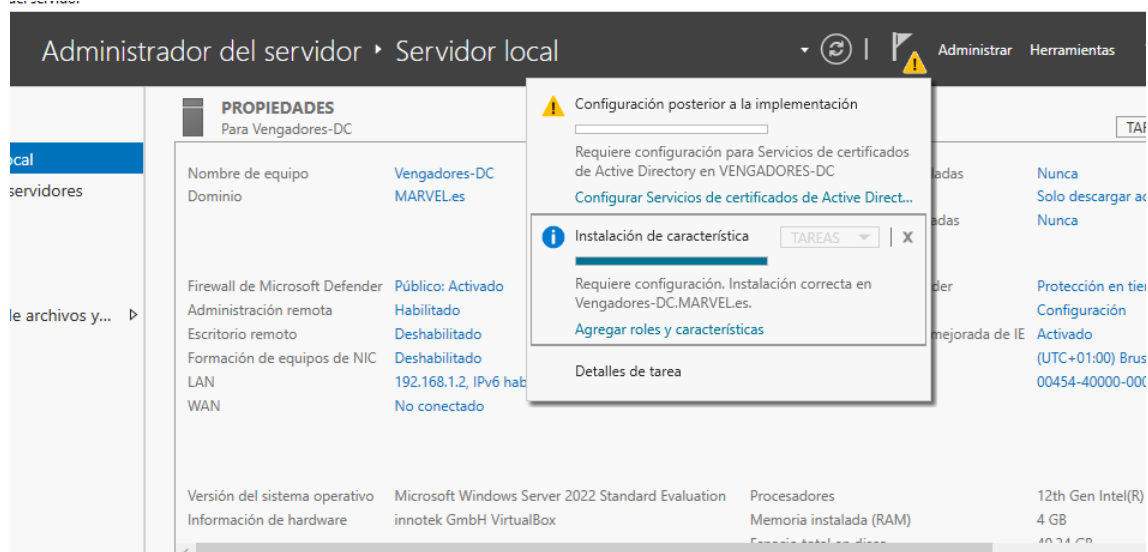 Administrador del servidor ‣ Servidor local
Administrar Herramientas
PROPIEDADES
Para Vengadores-DC
TAR
ocal
servidores
le archivos y...
Nombre de equipo Vengadores-DC
Dominio MARVEL.es
Firewall de Microsoft Defender Público: Activado
Administración remota Habilitado
Escritorio remoto Deshabilitado
Formación de equipos de NIC Deshabilitado
LAN 192.168.1.2, IPv6 hab
WAN No conectado
Configuración posterior a la implementación
Requiere configuración para Servicios de certificados
de Active Directory en VENGADORES-DC
Configurar Servicios de certificados de Active Direct...
Instalación de característica TAREAS X
Requiere configuración. Instalación correcta en
Vengadores-DC.MARVEL.es.
Agregar roles y características
Detalles de tarea
ladas Nunca
Solo descargar ac
adas Nunca
der Protección en tie
Configuración
mejorada de IE Activado
(UTC+01:00) Brus
00454-40000-000
Versión del sistema operativo Microsoft Windows Server 2022 Standard Evaluation
Información de hardware innotek GmbH VirtualBox
Procesadores 12th Gen Intel(R)
Memoria instalada (RAM) 4 GB